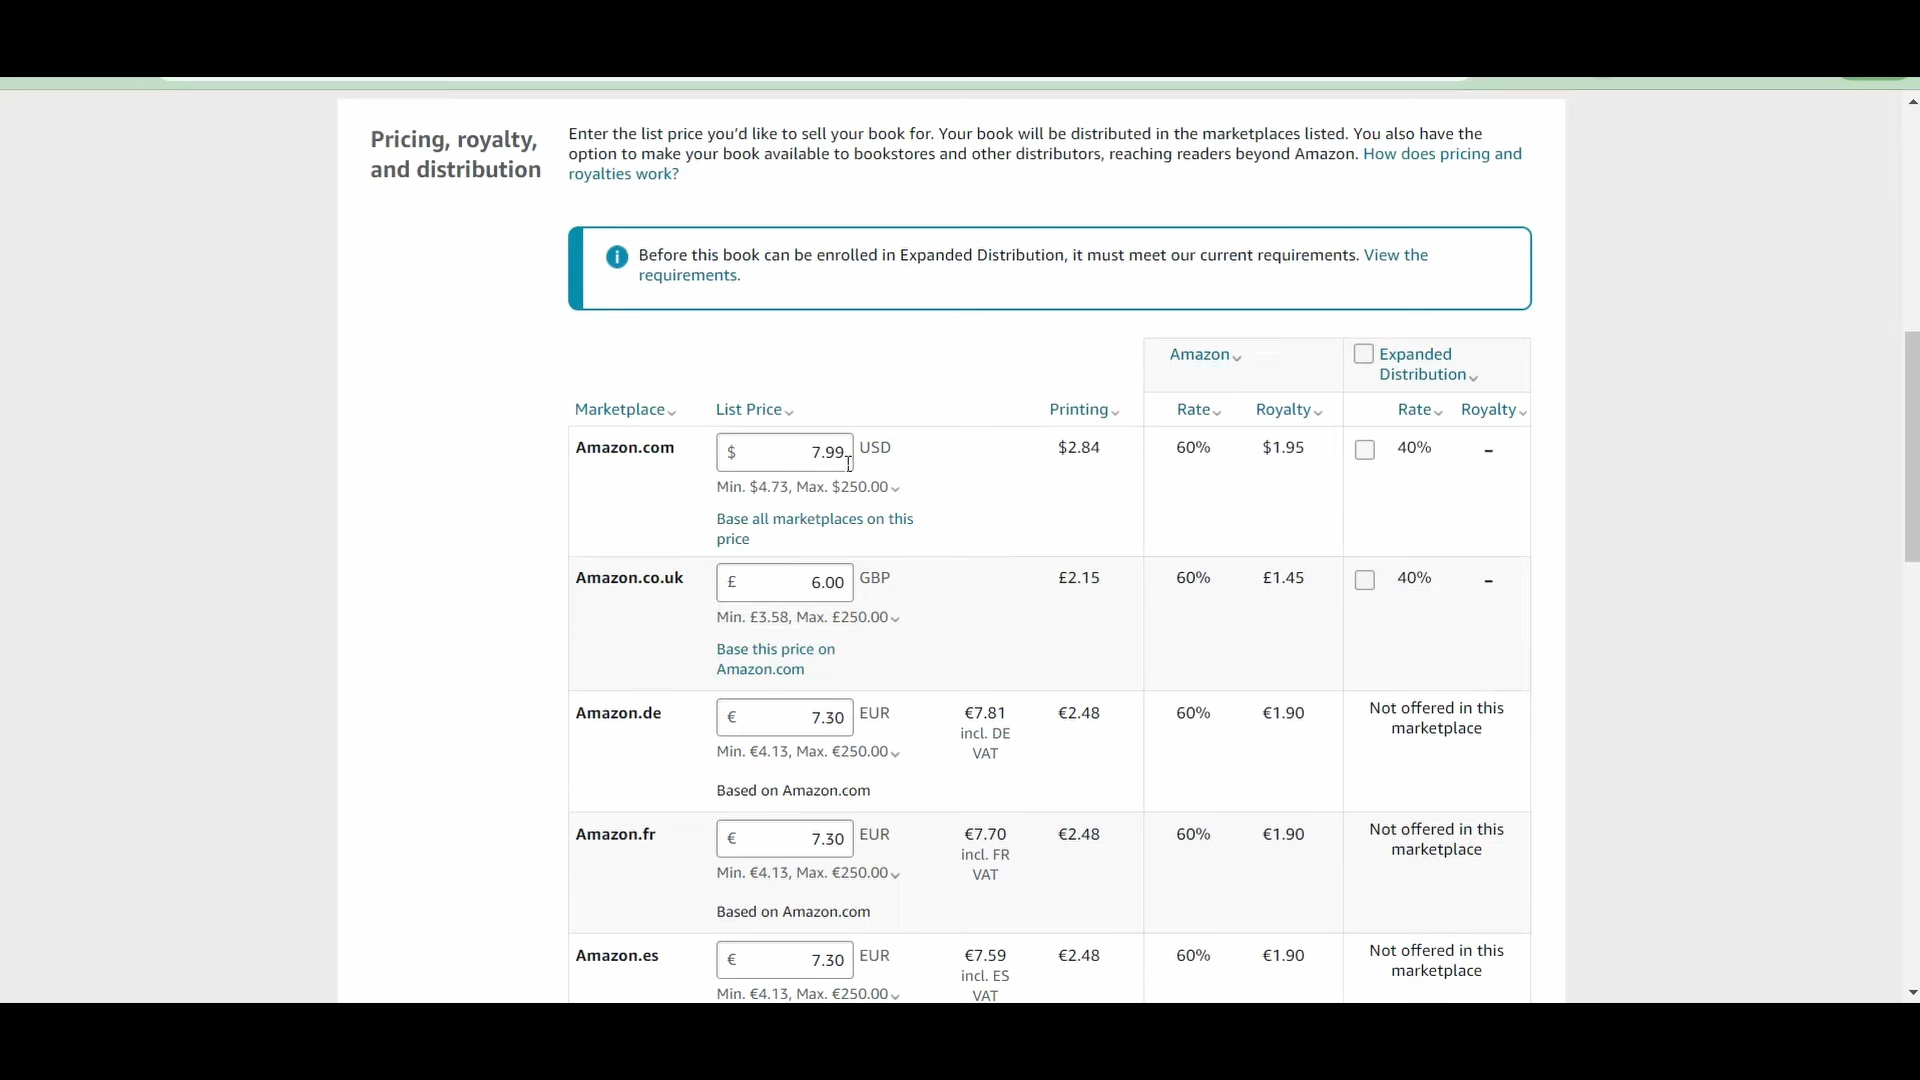 Pricing, royalty,
and distribution
Enter the list price you’d like to sell your book for. Your book will be distributed in the marketplaces listed. You also have the
option to make your book available to bookstores and other distributors, reaching readers beyond Amazon. How does pricing and
royalties work?
Before this book can be enrolled in Expanded Distribution, it must meet our current requirements. View the
requirements.
Amazon
Expanded
Distribution
Marketplace List Price Printing Rate Royalty Rate Royalty
Amazon.com $ 7.99 USD $2.84 60% $1.95 40% –
Min. $4.73, Max. $250.00
Base all marketplaces on this
price
Amazon.co.uk £ 6.00 GBP £2.15 60% £1.45 40% –
Min. £3.58, Max. £250.00
Base this price on
Amazon.com
Amazon.de € 7.30 EUR €7.81 €2.48 60% €1.90 Not offered in this
incl. DE marketplace
Min. €4.13, Max. €250.00 VAT
Based on Amazon.com
Amazon.fr € 7.30 EUR €7.70 €2.48 60% €1.90 Not offered in this
incl. FR marketplace
Min. €4.13, Max. €250.00 VAT
Based on Amazon.com
Amazon.es € 7.30 EUR €7.59 €2.48 60% €1.90 Not offered in this
incl. ES marketplace
Min. €4.13, Max. €250.00 VAT